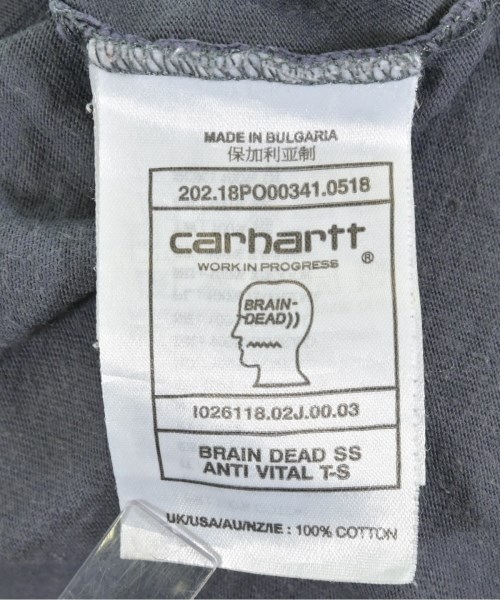 MADE IN BULGARIA
保加利亚制
202.18PO00341.0518
carhartt®
WORK IN PROGRESS
BRAIN-
DEAD))
I026118.02J.00.03
BRAIN DEAD SS
ANTI VITAL T-S
UK/USA/AU/NZ/IE : 100% COTTON